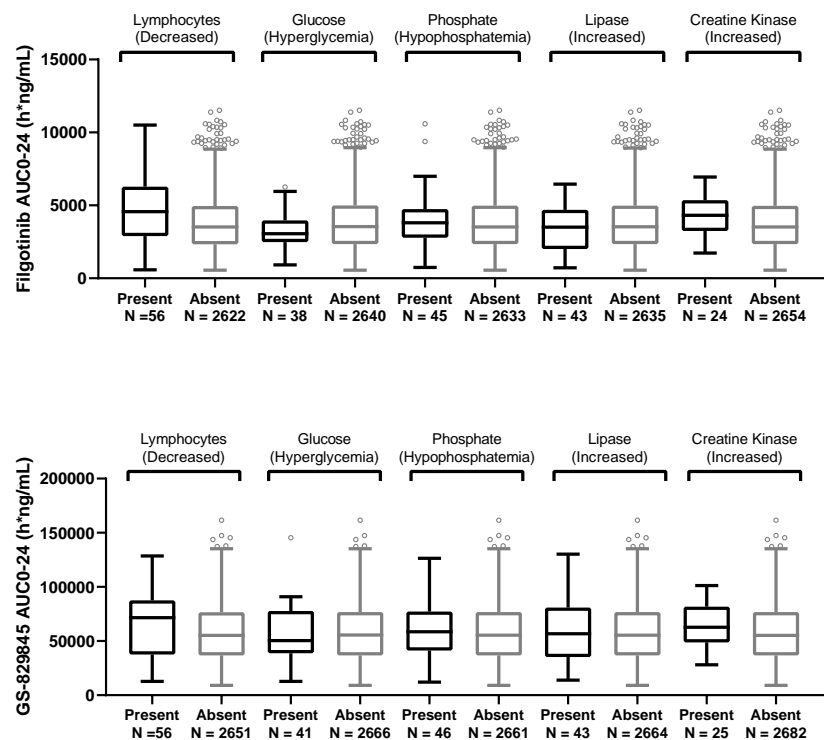 Lymphocytes
(Decreased)
Glucose
(Hyperglycemia)
Phosphate
(Hypophosphatemia)
Lipase
(Increased)
Creatine Kinase
(Increased)
Filgotinib AUC0-24 (h*ng/mL)
15000
10000
5000
0
Present
N =56
Absent
N = 2622
Present
N = 38
Absent
N = 2640
Present
N = 45
Absent
N = 2633
Present
N = 43
Absent
N = 2635
Present
N = 24
Absent
N = 2654
Lymphocytes
(Decreased)
Glucose
(Hyperglycemia)
Phosphate
(Hypophosphatemia)
Lipase
(Increased)
Creatine Kinase
(Increased)
GS-829845 AUC0-24 (h*ng/mL)
200000
150000
100000
50000
0
Present
N =56
Absent
N = 2651
Present
N = 41
Absent
N = 2666
Present
N = 46
Absent
N = 2661
Present
N = 43
Absent
N = 2664
Present
N = 25
Absent
N = 2682